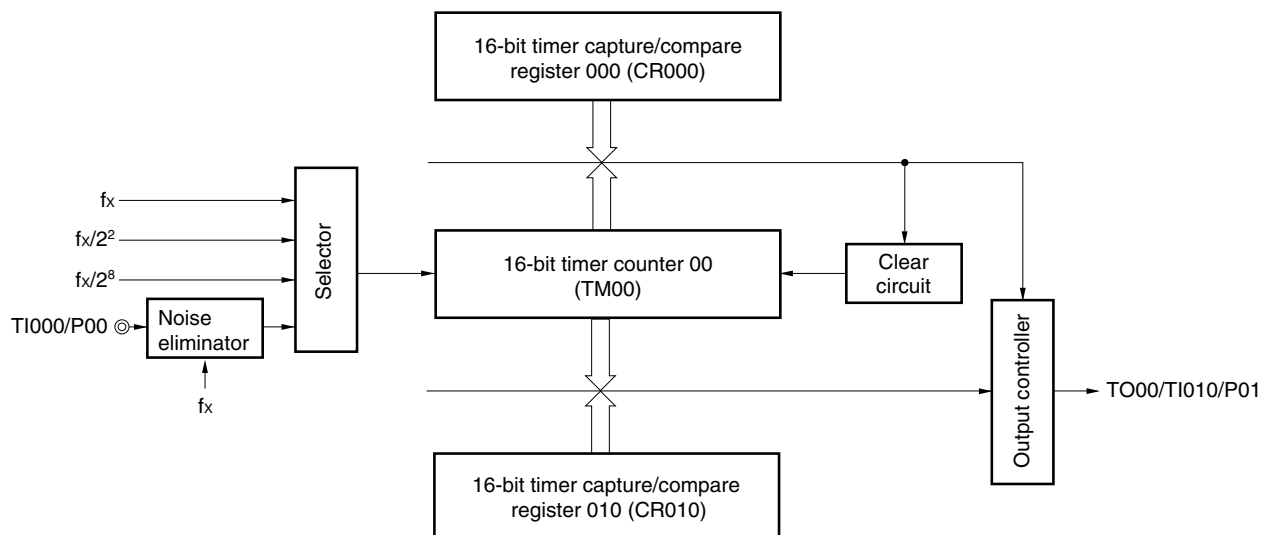 16-bit timer capture/compare
register 000 (CR000)
fx
fx/2²
fx/2⁸
TI000/P00
Noise
eliminator
fx
Selector
16-bit timer counter 00
(TM00)
Clear
circuit
Output controller
TO00/TI010/P01
16-bit timer capture/compare
register 010 (CR010)